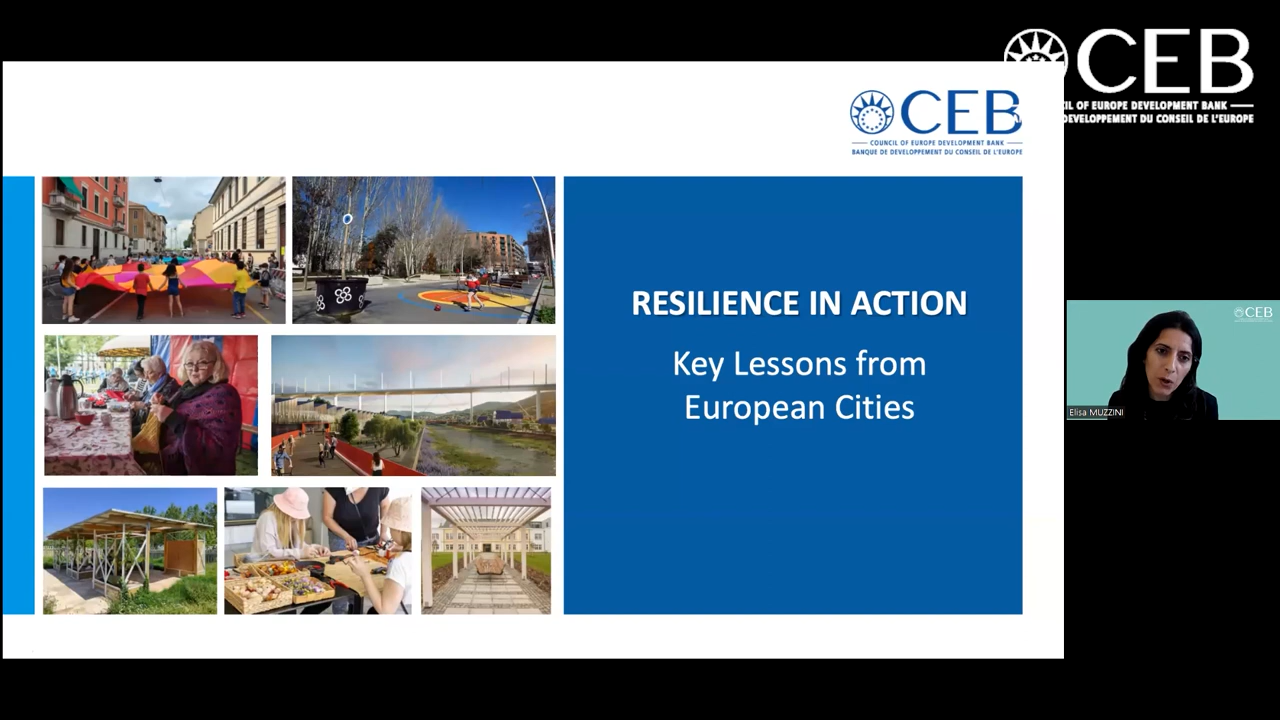 CEB
COUNCIL OF EUROPE DEVELOPMENT BANK
BANQUE DE DEVELOPPEMENT DU CONSEIL DE L'EUROPE
CEB
IL OF EUROPE DEVELOPMENT BANK
DEVELOPPEMENT DU CONSEIL DE L'EUROPE
RESILIENCE IN ACTION
Key Lessons from
European Cities
CEB
Elisa MUZZINI